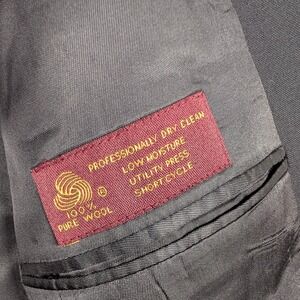 PROFESSIONALLY DRY CLEAN
LOW MOISTURE
UTILITY PRESS
SHORT CYCLE
100%
PURE WOOL